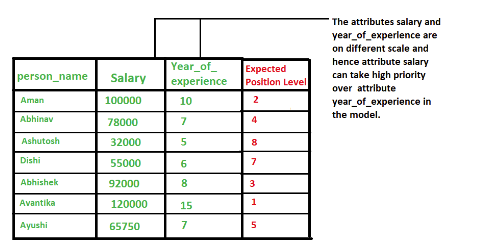 The attributes salary and
year_of_experience are
on different scale and
hence attribute salary
can take high priority
over attribute
year_of_experience in
the model.
person_name Salary Year_of_ experience Expected Position Level
Aman 100000 10 2
Abhinav 78000 7 4
Ashutosh 32000 5 8
Dishi 55000 6 7
Abhishek 92000 8 3
Avantika 120000 15 1
Ayushi 65750 7 5